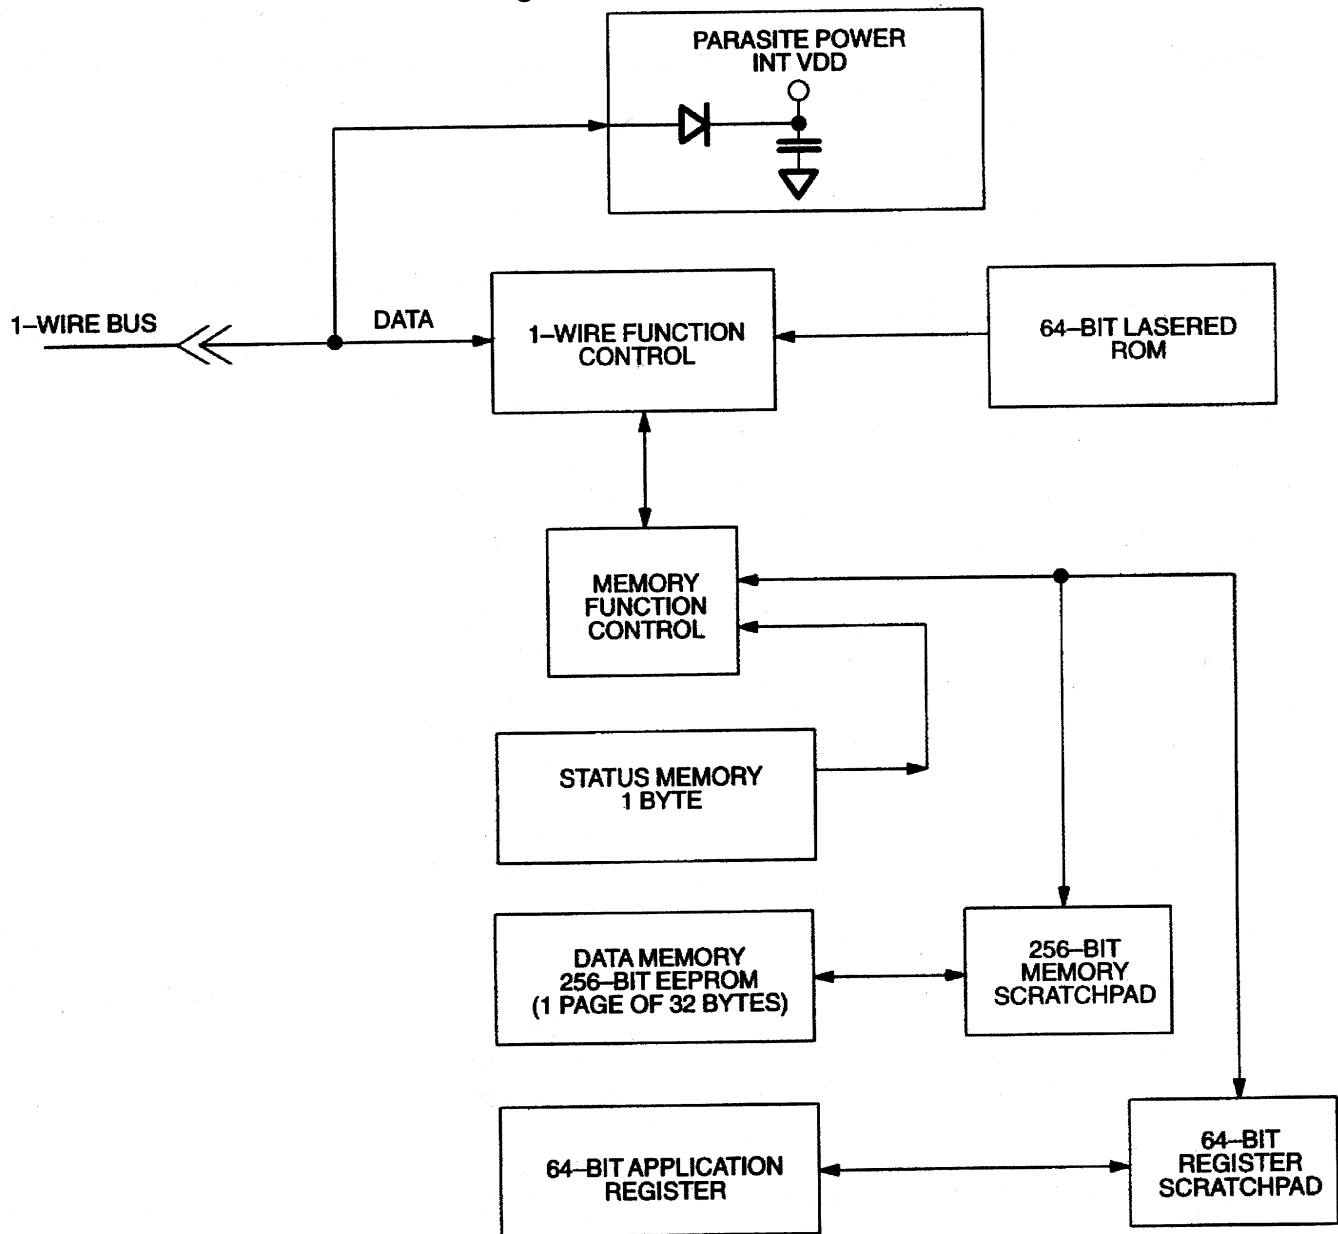 PARASITE POWER
INT VDD
1–WIRE BUS
DATA
1–WIRE FUNCTION
CONTROL
64–BIT LASERED
ROM
MEMORY
FUNCTION
CONTROL
STATUS MEMORY
1 BYTE
DATA MEMORY
256–BIT EEPROM
(1 PAGE OF 32 BYTES)
256–BIT
MEMORY
SCRATCHPAD
64–BIT APPLICATION
REGISTER
64–BIT
REGISTER
SCRATCHPAD